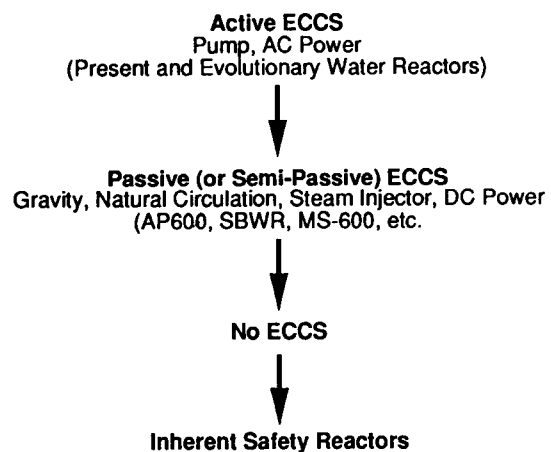 Active ECCS
Pump, AC Power
(Present and Evolutionary Water Reactors)
Passive (or Semi-Passive) ECCS
Gravity, Natural Circulation, Steam Injector, DC Power
(AP600, SBWR, MS-600, etc.
No ECCS
Inherent Safety Reactors